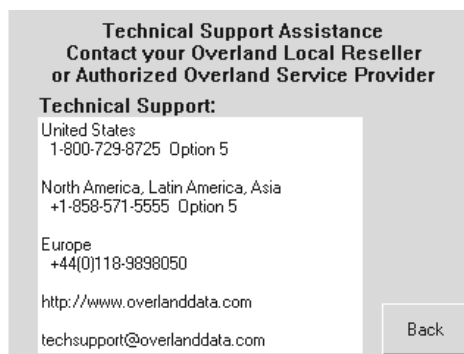 Technical Support Assistance
Contact your Overland Local Reseller
or Authorized Overland Service Provider
Technical Support:
United States
1-800-729-8725 Option 5
North America, Latin America, Asia
+1-858-571-5555 Option 5
Europe
+44(0)118-9898050
http://www.overlanddata.com
techsupport@overlanddata.com
Back